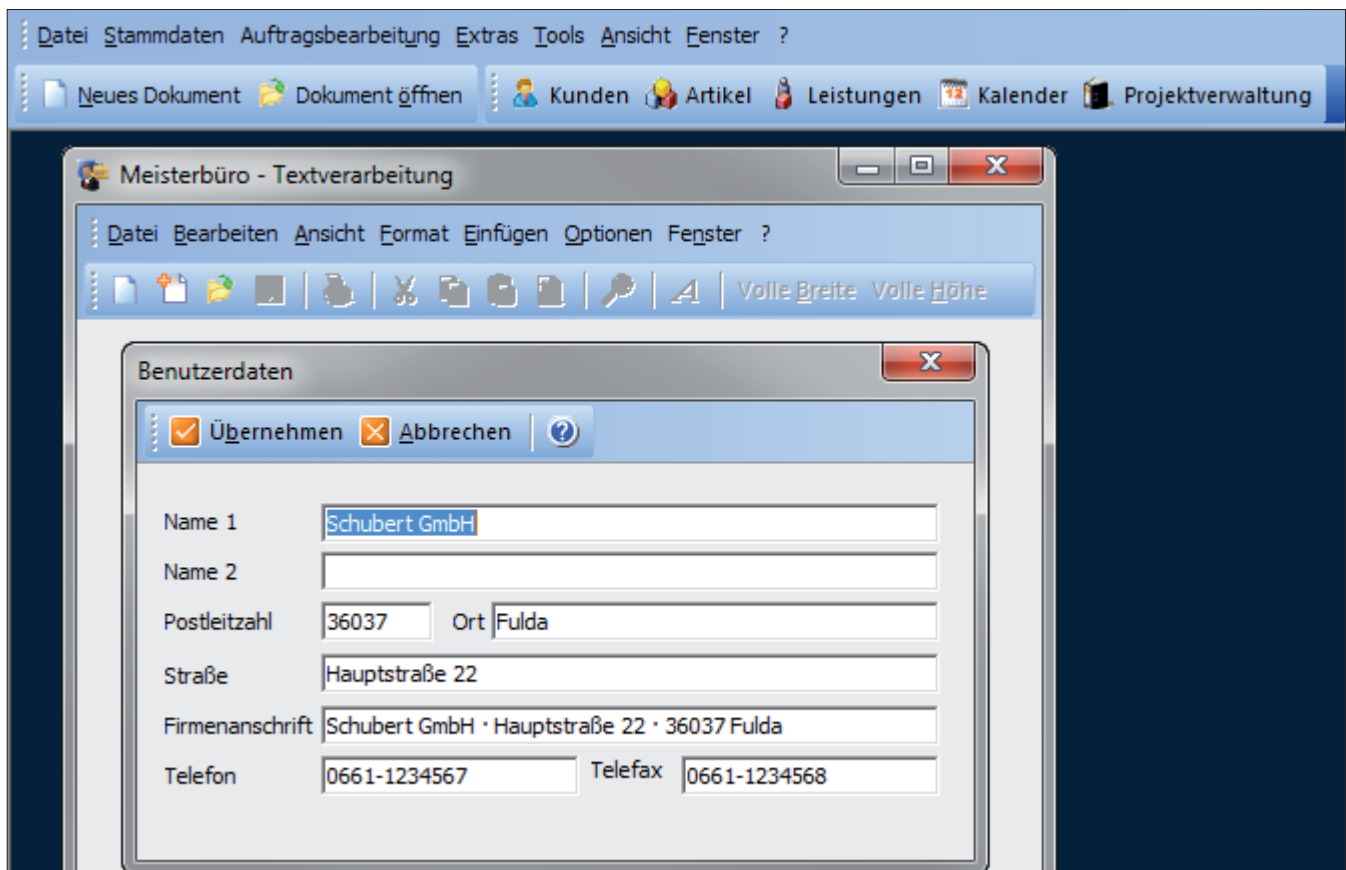 Datei Stammdaten Auftragsbearbeitung Extras Tools Ansicht Fenster ?
Neues Dokument Dokument öffnen Kunden Artikel Leistungen 12 Kalender Projektverwaltung
Meisterbüro - Textverarbeitung
Datei Bearbeiten Ansicht Format Einfügen Optionen Fenster ?
A Volle Breite Volle Höhe
Benutzerdaten
Übernehmen Abbrechen ?
Name 1 Schubert GmbH
Name 2
Postleitzahl 36037 Ort Fulda
Straße Hauptstraße 22
Firmenanschrift Schubert GmbH · Hauptstraße 22 · 36037 Fulda
Telefon 0661-1234567 Telefax 0661-1234568